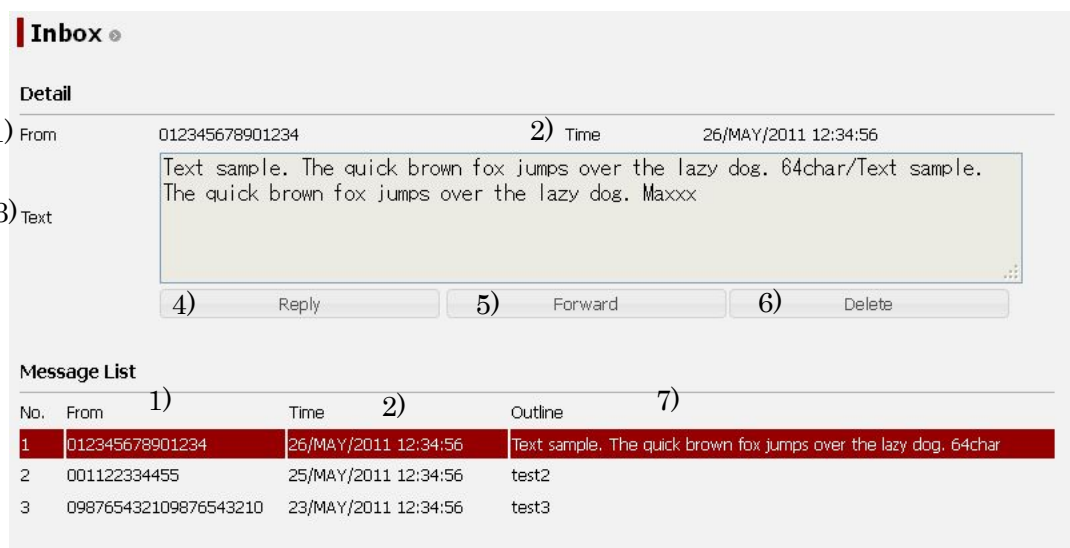 Inbox
Detail
1) From 012345678901234 2) Time 26/MAY/2011 12:34:56
Text sample. The quick brown fox jumps over the lazy dog. 64char/Text sample.
The quick brown fox jumps over the lazy dog. Maxxx
3) Text
4) Reply 5) Forward 6) Delete
Message List
1) 2) 7)
No. From Time Outline
1 012345678901234 26/MAY/2011 12:34:56 Text sample. The quick brown fox jumps over the lazy dog. 64char
2 001122334455 25/MAY/2011 12:34:56 test2
3 098765432109876543210 23/MAY/2011 12:34:56 test3